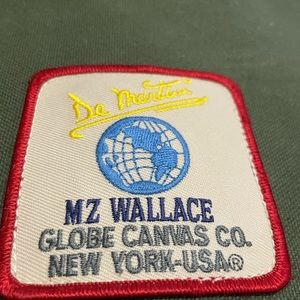 De Martini
MZ WALLACE
GLOBE CANVAS CO.
NEW YORK-USA®